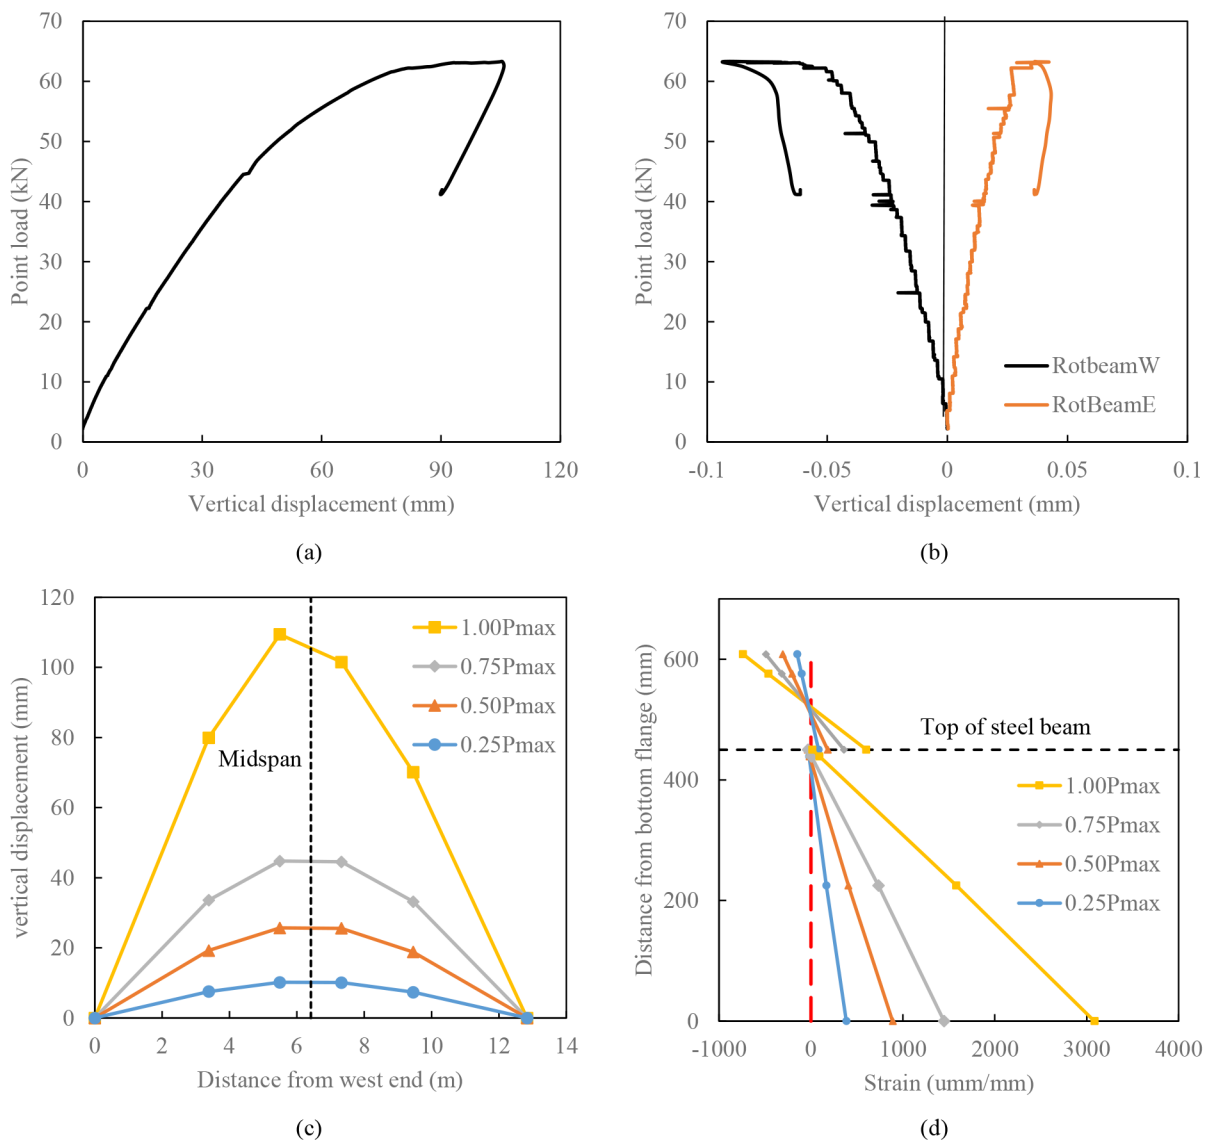 70
60
50
40
30
20
10
0
Point load (kN)
0 30 60 90 120
Vertical displacement (mm)
(a)
70
60
50
40
30
20
10
0
Point load (kN)
RotbeamW
RotBeamE
-0.1 -0.05 0 0.05 0.1
Vertical displacement (mm)
(b)
120
100
80
60
40
20
0
vertical displacement (mm)
1.00Pmax
0.75Pmax
0.50Pmax
0.25Pmax
Midspan
0 2 4 6 8 10 12 14
Distance from west end (m)
(c)
600
400
200
0
Distance from bottom flange (mm)
Top of steel beam
1.00Pmax
0.75Pmax
0.50Pmax
0.25Pmax
-1000 0 1000 2000 3000 4000
Strain (umm/mm)
(d)